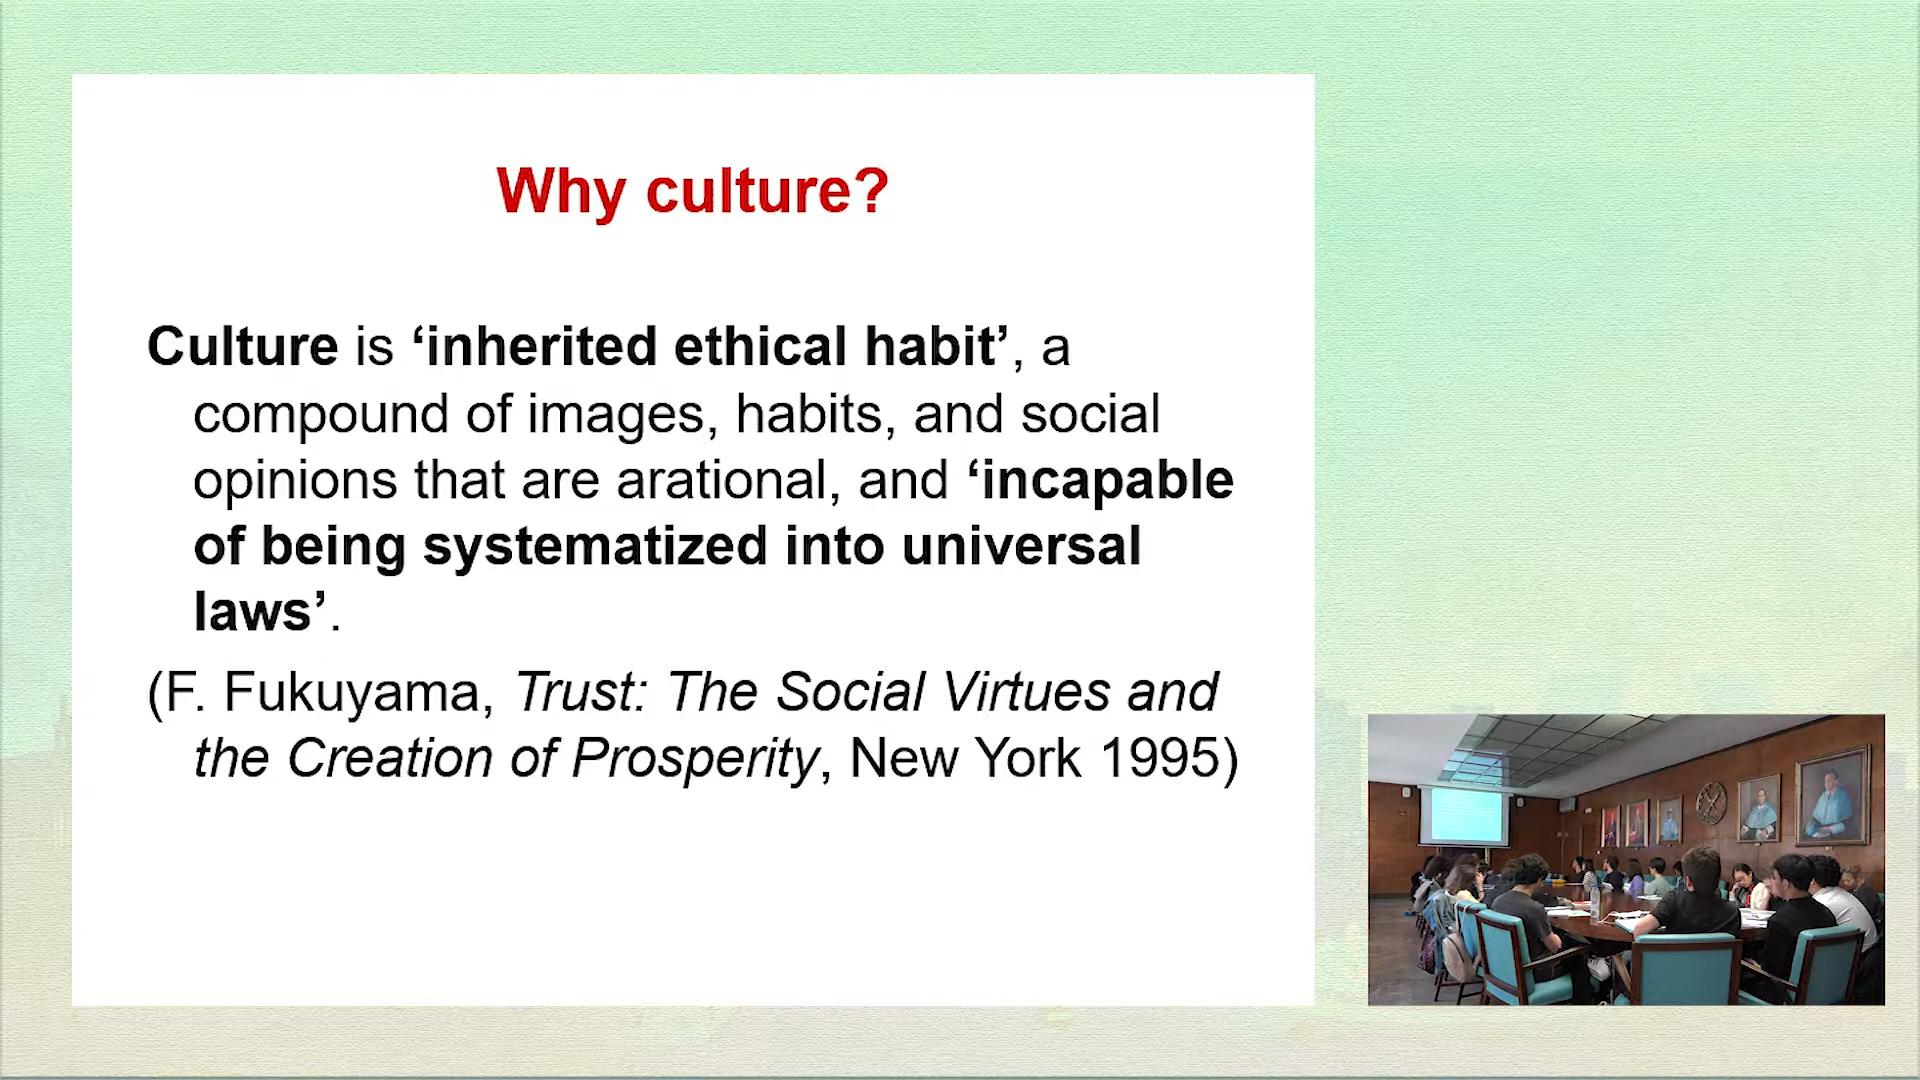 Why culture?
Culture is ‘inherited ethical habit’, a
compound of images, habits, and social
opinions that are arational, and ‘incapable
of being systematized into universal
laws’.
(F. Fukuyama, Trust: The Social Virtues and
the Creation of Prosperity, New York 1995)